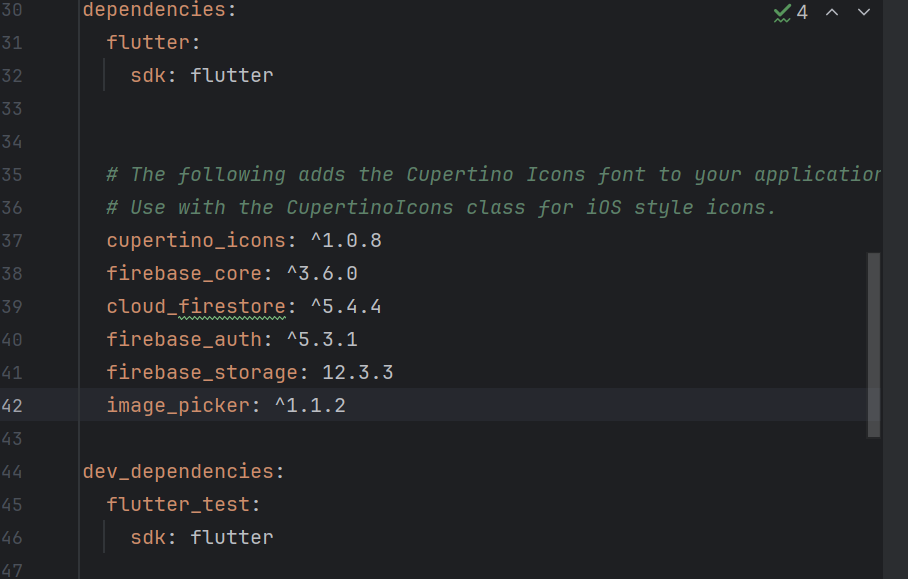 30 dependencies:
31 flutter:
32 sdk: flutter
33
34
35 # The following adds the Cupertino Icons font to your application
36 # Use with the CupertinoIcons class for iOS style icons.
37 cupertino_icons: ^1.0.8
38 firebase_core: ^3.6.0
39 cloud_firestore: ^5.4.4
40 firebase_auth: ^5.3.1
41 firebase_storage: 12.3.3
42 image_picker: ^1.1.2
43
44 dev_dependencies:
45 flutter_test:
46 sdk: flutter
47
4